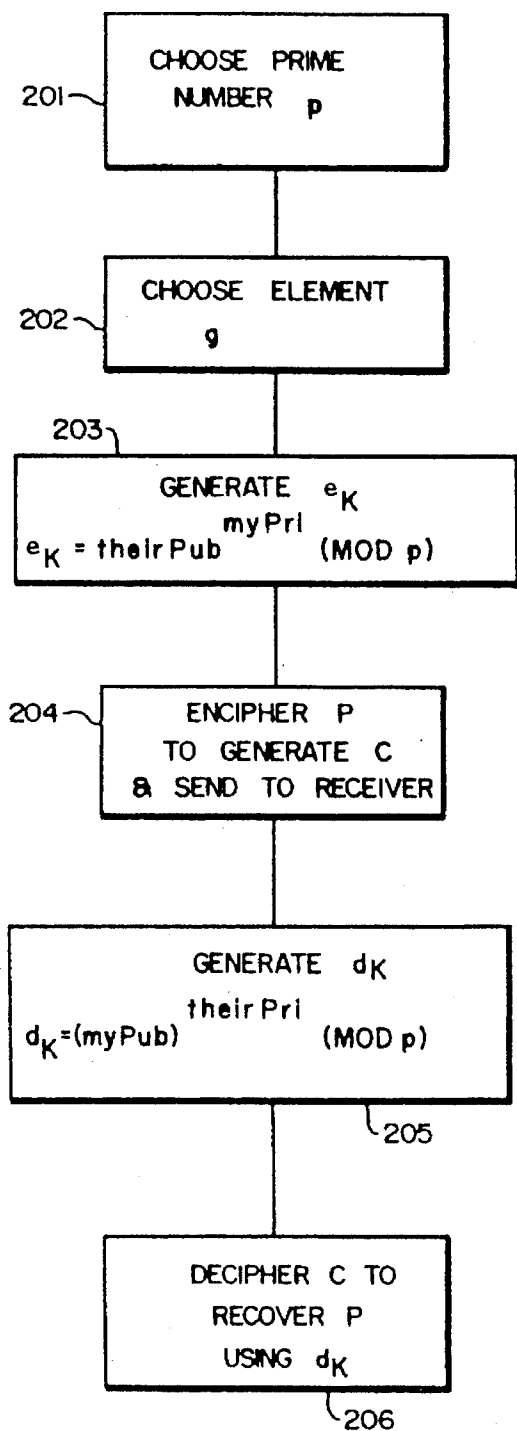 CHOOSE PRIME
NUMBER p
201
CHOOSE ELEMENT
g
202
203
GENERATE eK
myPri
eK = theirPub (MOD p)
204
ENCIPHER P
TO GENERATE C
& SEND TO RECEIVER
GENERATE dK
theirPri
dK=(myPub) (MOD p)
205
DECIPHER C TO
RECOVER P
USING dK
206